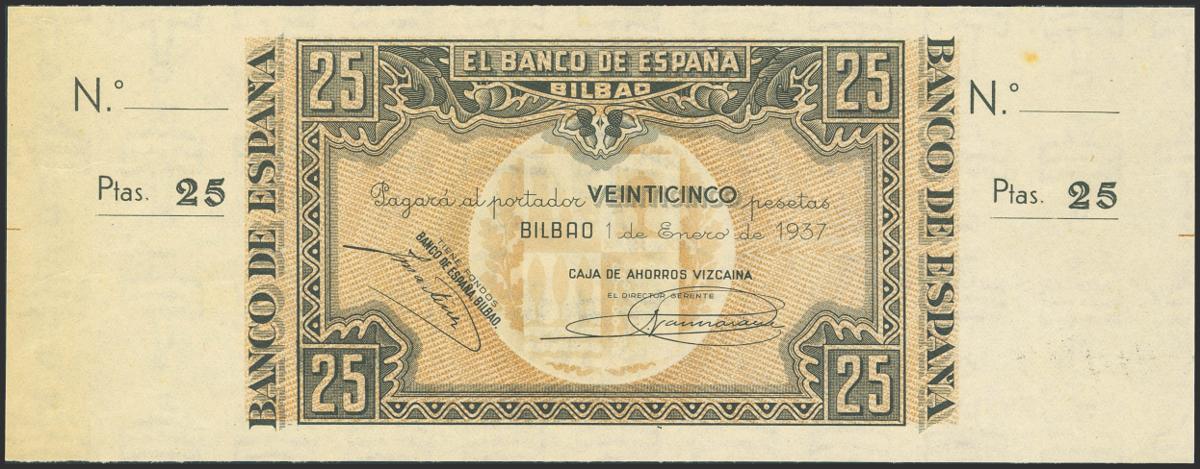 N.º
Ptas. 25
BANCO DE ESPAÑA
25
EL BANCO DE ESPAÑA
BILBAO
25
Pagará al portador VEINTICINCO pesetas
BILBAO 1 de Enero de 1937
TIENE FONDOS
BANCO DE ESPAÑA, BILBAO.
CAJA DE AHORROS VIZCAINA
EL DIRECTOR GERENTE
25
25
BANCO DE ESPAÑA
N.º
Ptas. 25